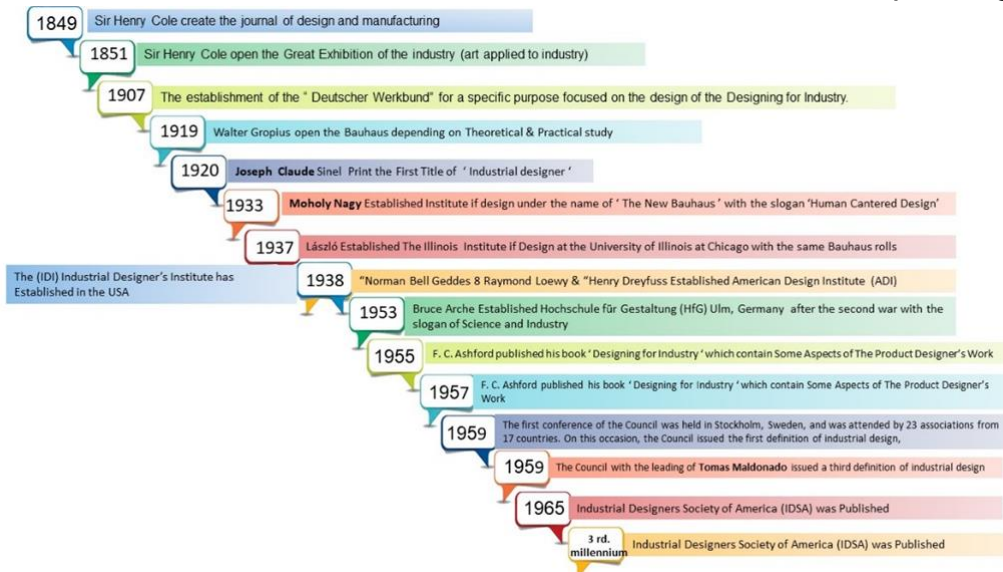 1849 Sir Henry Cole create the journal of design and manufacturing
1851 Sir Henry Cole open the Great Exhibition of the industry (art applied to industry)
1907 The establishment of the " Deutscher Werkbund" for a specific purpose focused on the design of the Designing for Industry.
1919 Walter Gropius open the Bauhaus depending on Theoretical & Practical study
1920 Joseph Claude Sinel Print the First Title of ‘ Industrial designer ‘
1933 Moholy Nagy Established Institute if design under the name of ‘ The New Bauhaus ’ with the slogan ‘Human Cantered Design’
1937 László Established The Illinois Institute if Design at the University of Illinois at Chicago with the same Bauhaus rolls
The (IDI) Industrial Designer’s Institute has
Established in the USA
1938 “Norman Bell Geddes 8 Raymond Loewy & “Henry Dreyfuss Established American Design Institute (ADI)
1953 Bruce Arche Established Hochschule für Gestaltung (HfG) Ulm, Germany after the second war with the
slogan of Science and Industry
1955 F. C. Ashford published his book ‘ Designing for Industry ‘ which contain Some Aspects of The Product Designer’s Work
1957 F. C. Ashford published his book ‘ Designing for Industry ‘ which contain Some Aspects of The Product Designer’s
Work
1959 The first conference of the Council was held in Stockholm, Sweden, and was attended by 23 associations from
17 countries. On this occasion, the Council issued the first definition of industrial design,
1959 The Council with the leading of Tomas Maldonado issued a third definition of industrial design
1965 Industrial Designers Society of America (IDSA) was Published
3 rd.
millennium Industrial Designers Society of America (IDSA) was Published